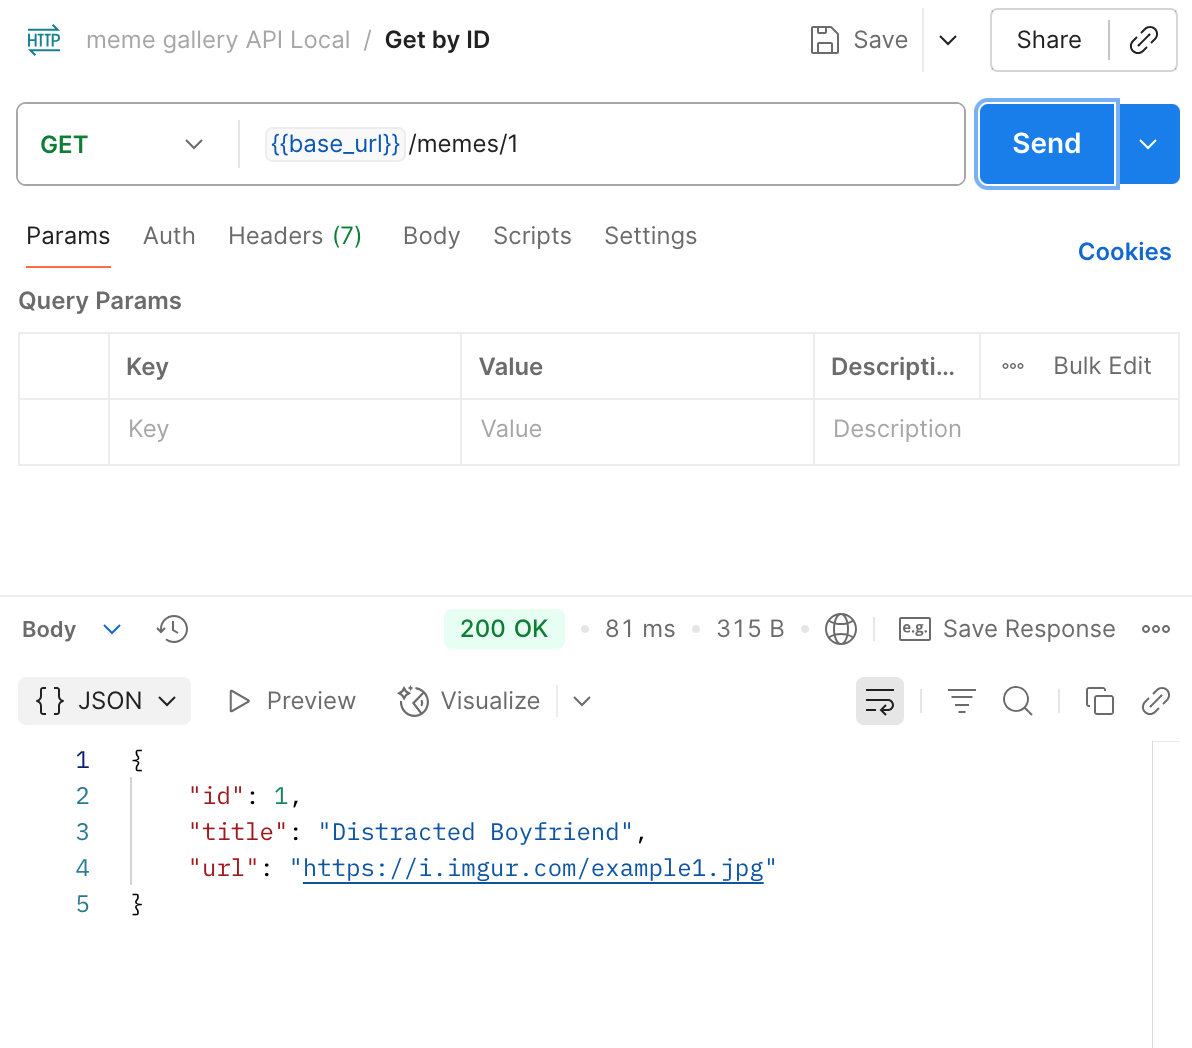 HTTP meme gallery API Local / Get by ID Save Share
GET {{base_url}}/memes/1 Send
Params Auth Headers (7) Body Scripts Settings Cookies
Query Params
Key Value Descripti... Bulk Edit
Key Value Description
Body 200 OK • 81 ms • 315 B • e.g. Save Response
{} JSON Preview Visualize
1 {
2 "id": 1,
3 "title": "Distracted Boyfriend",
4 "url": "https://i.imgur.com/example1.jpg"
5 }